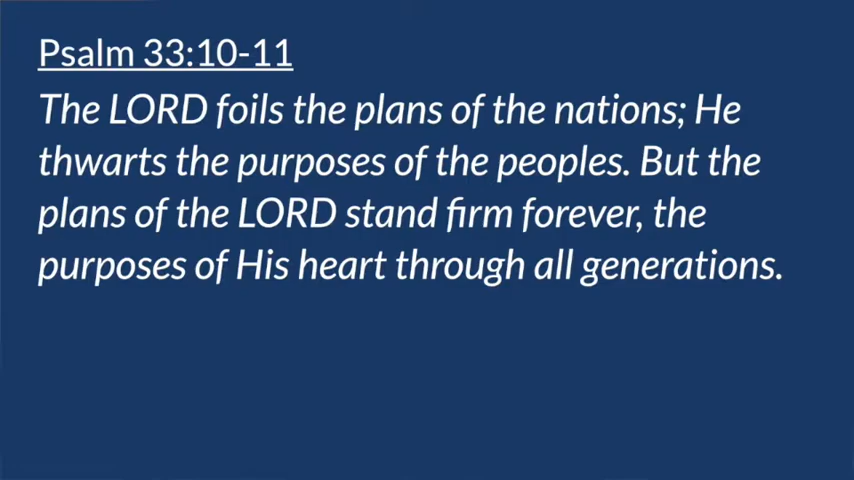 Psalm 33:10-11
The LORD foils the plans of the nations; He
thwarts the purposes of the peoples. But the
plans of the LORD stand firm forever, the
purposes of His heart through all generations.